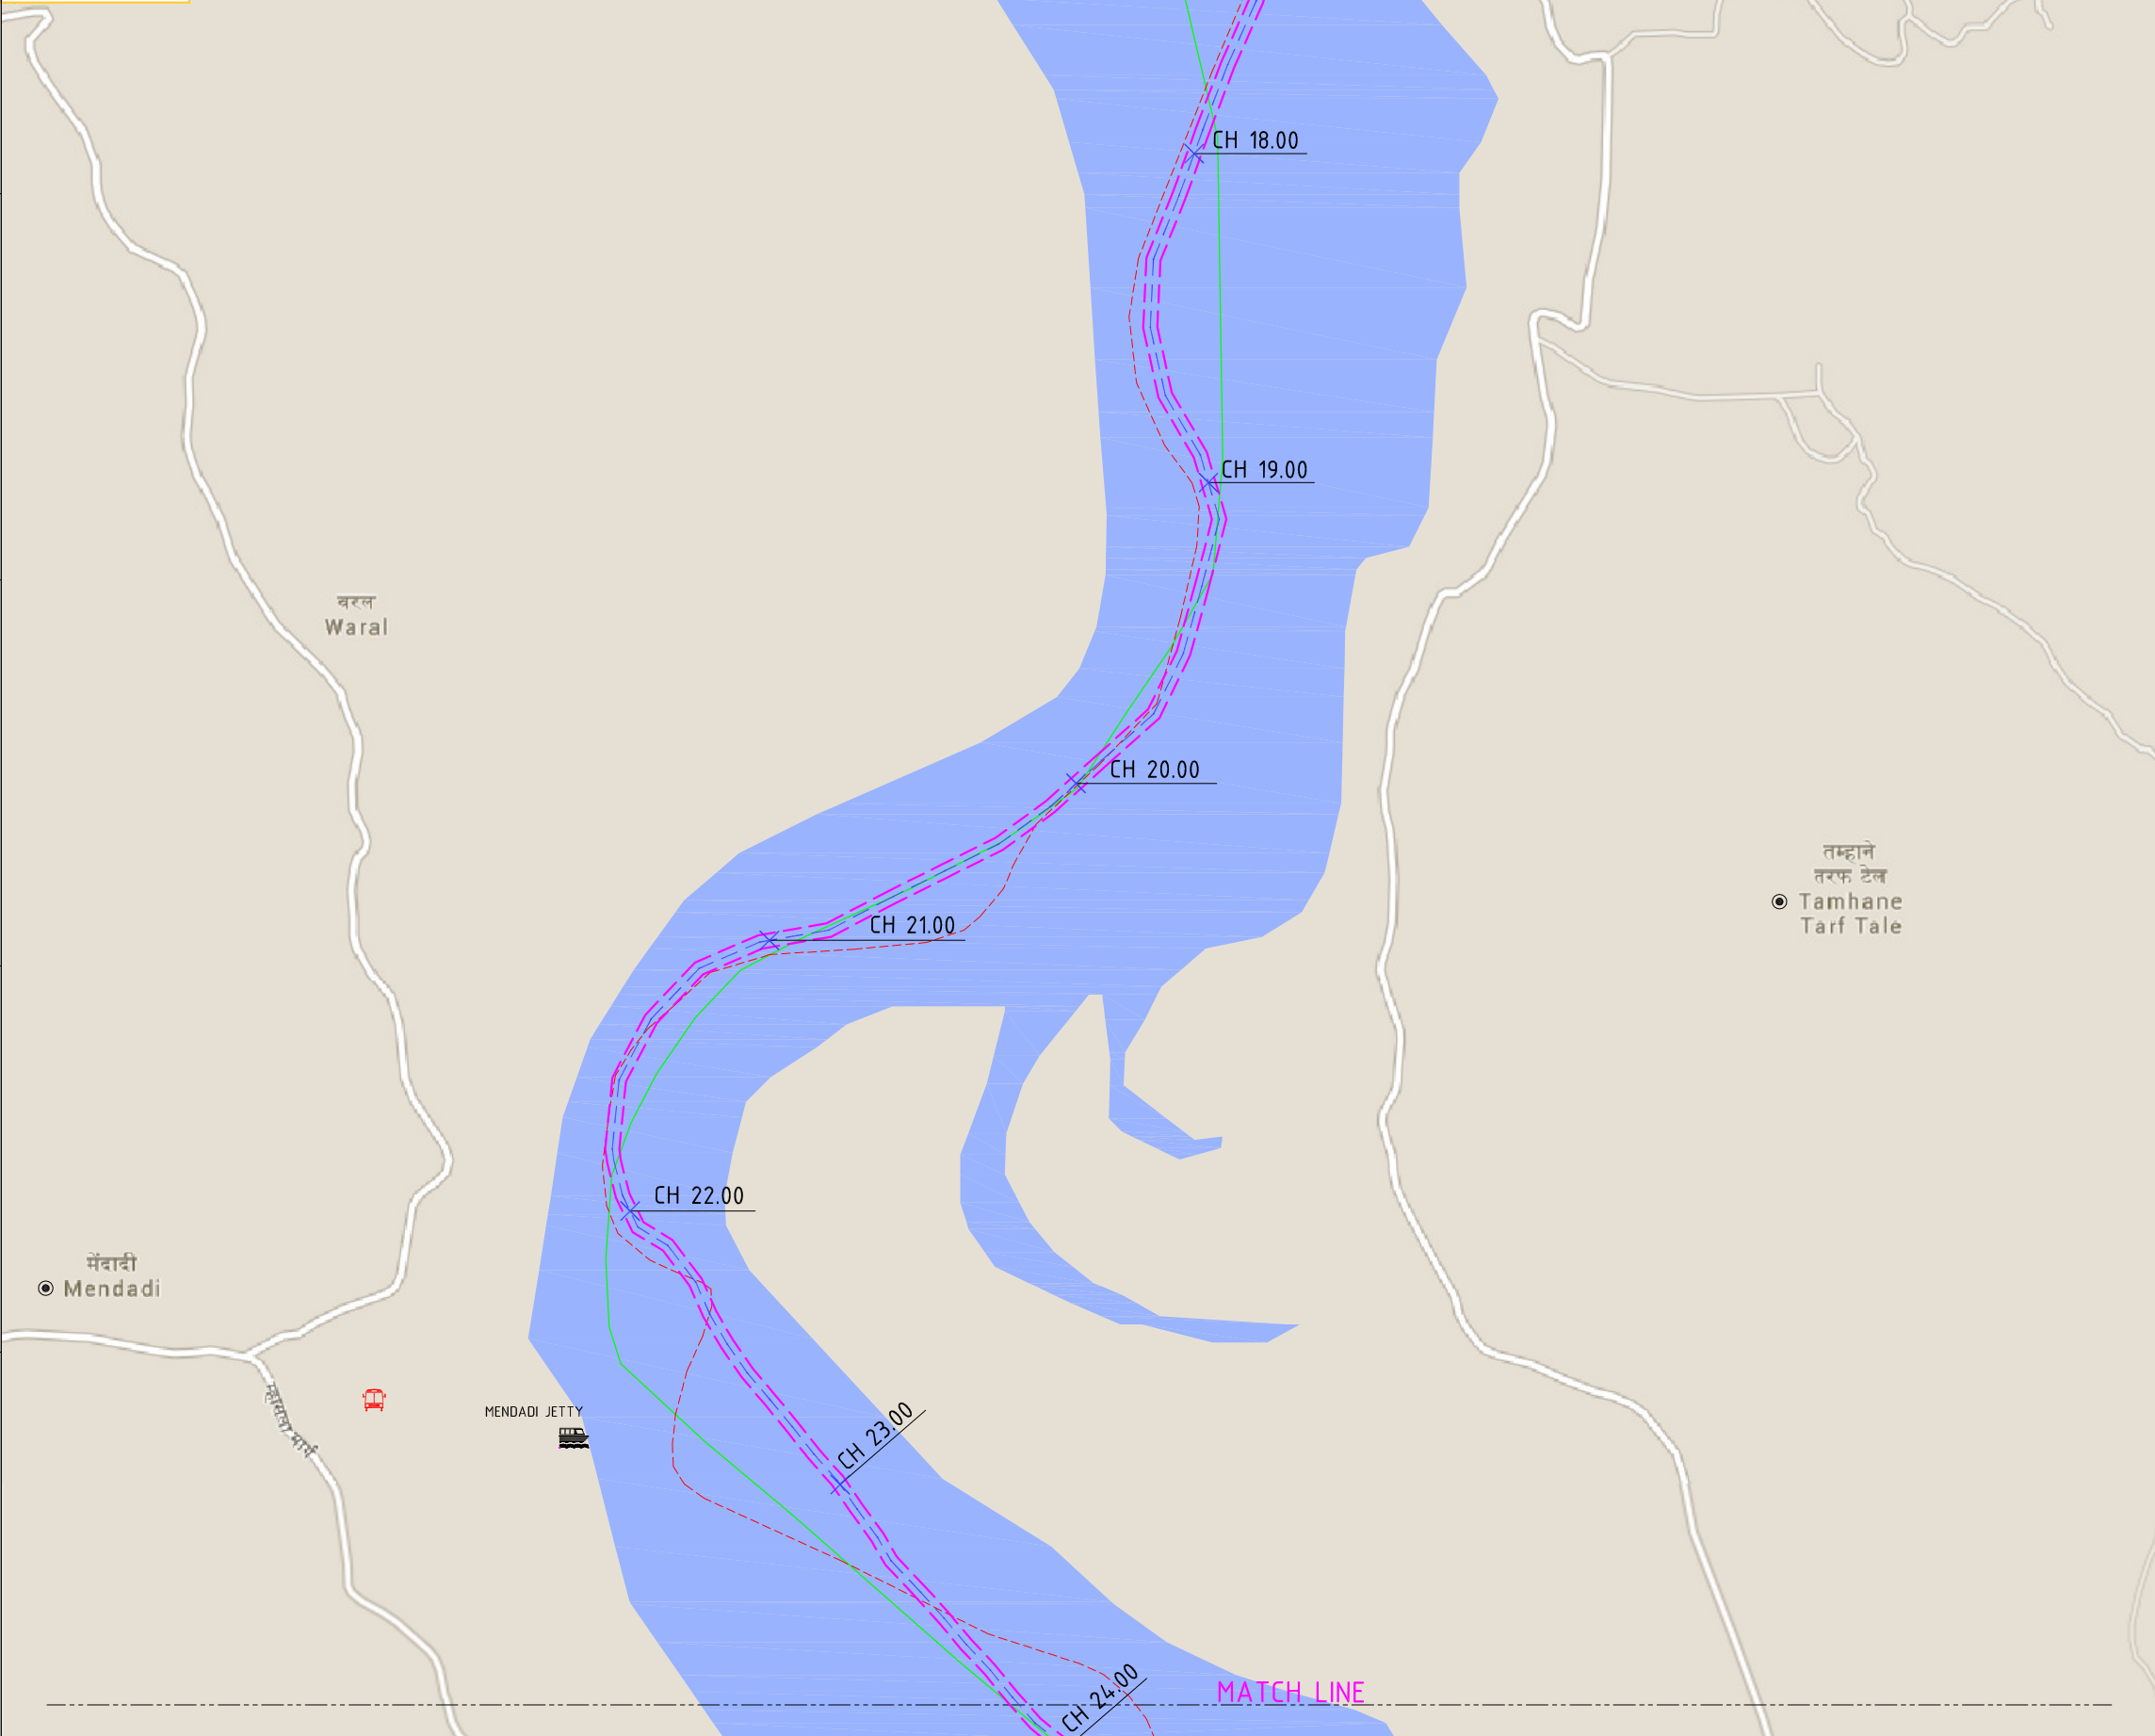 CH 18.00
CH 19.00
वरल
Waral
CH 20.00
तम्हाने
तरफ टेल
Tamhane
Tarf Tale
CH 21.00
CH 22.00
मेंदादी
Mendadi
MENDADI JETTY
CH 23.00
MATCH LINE
CH 24.00